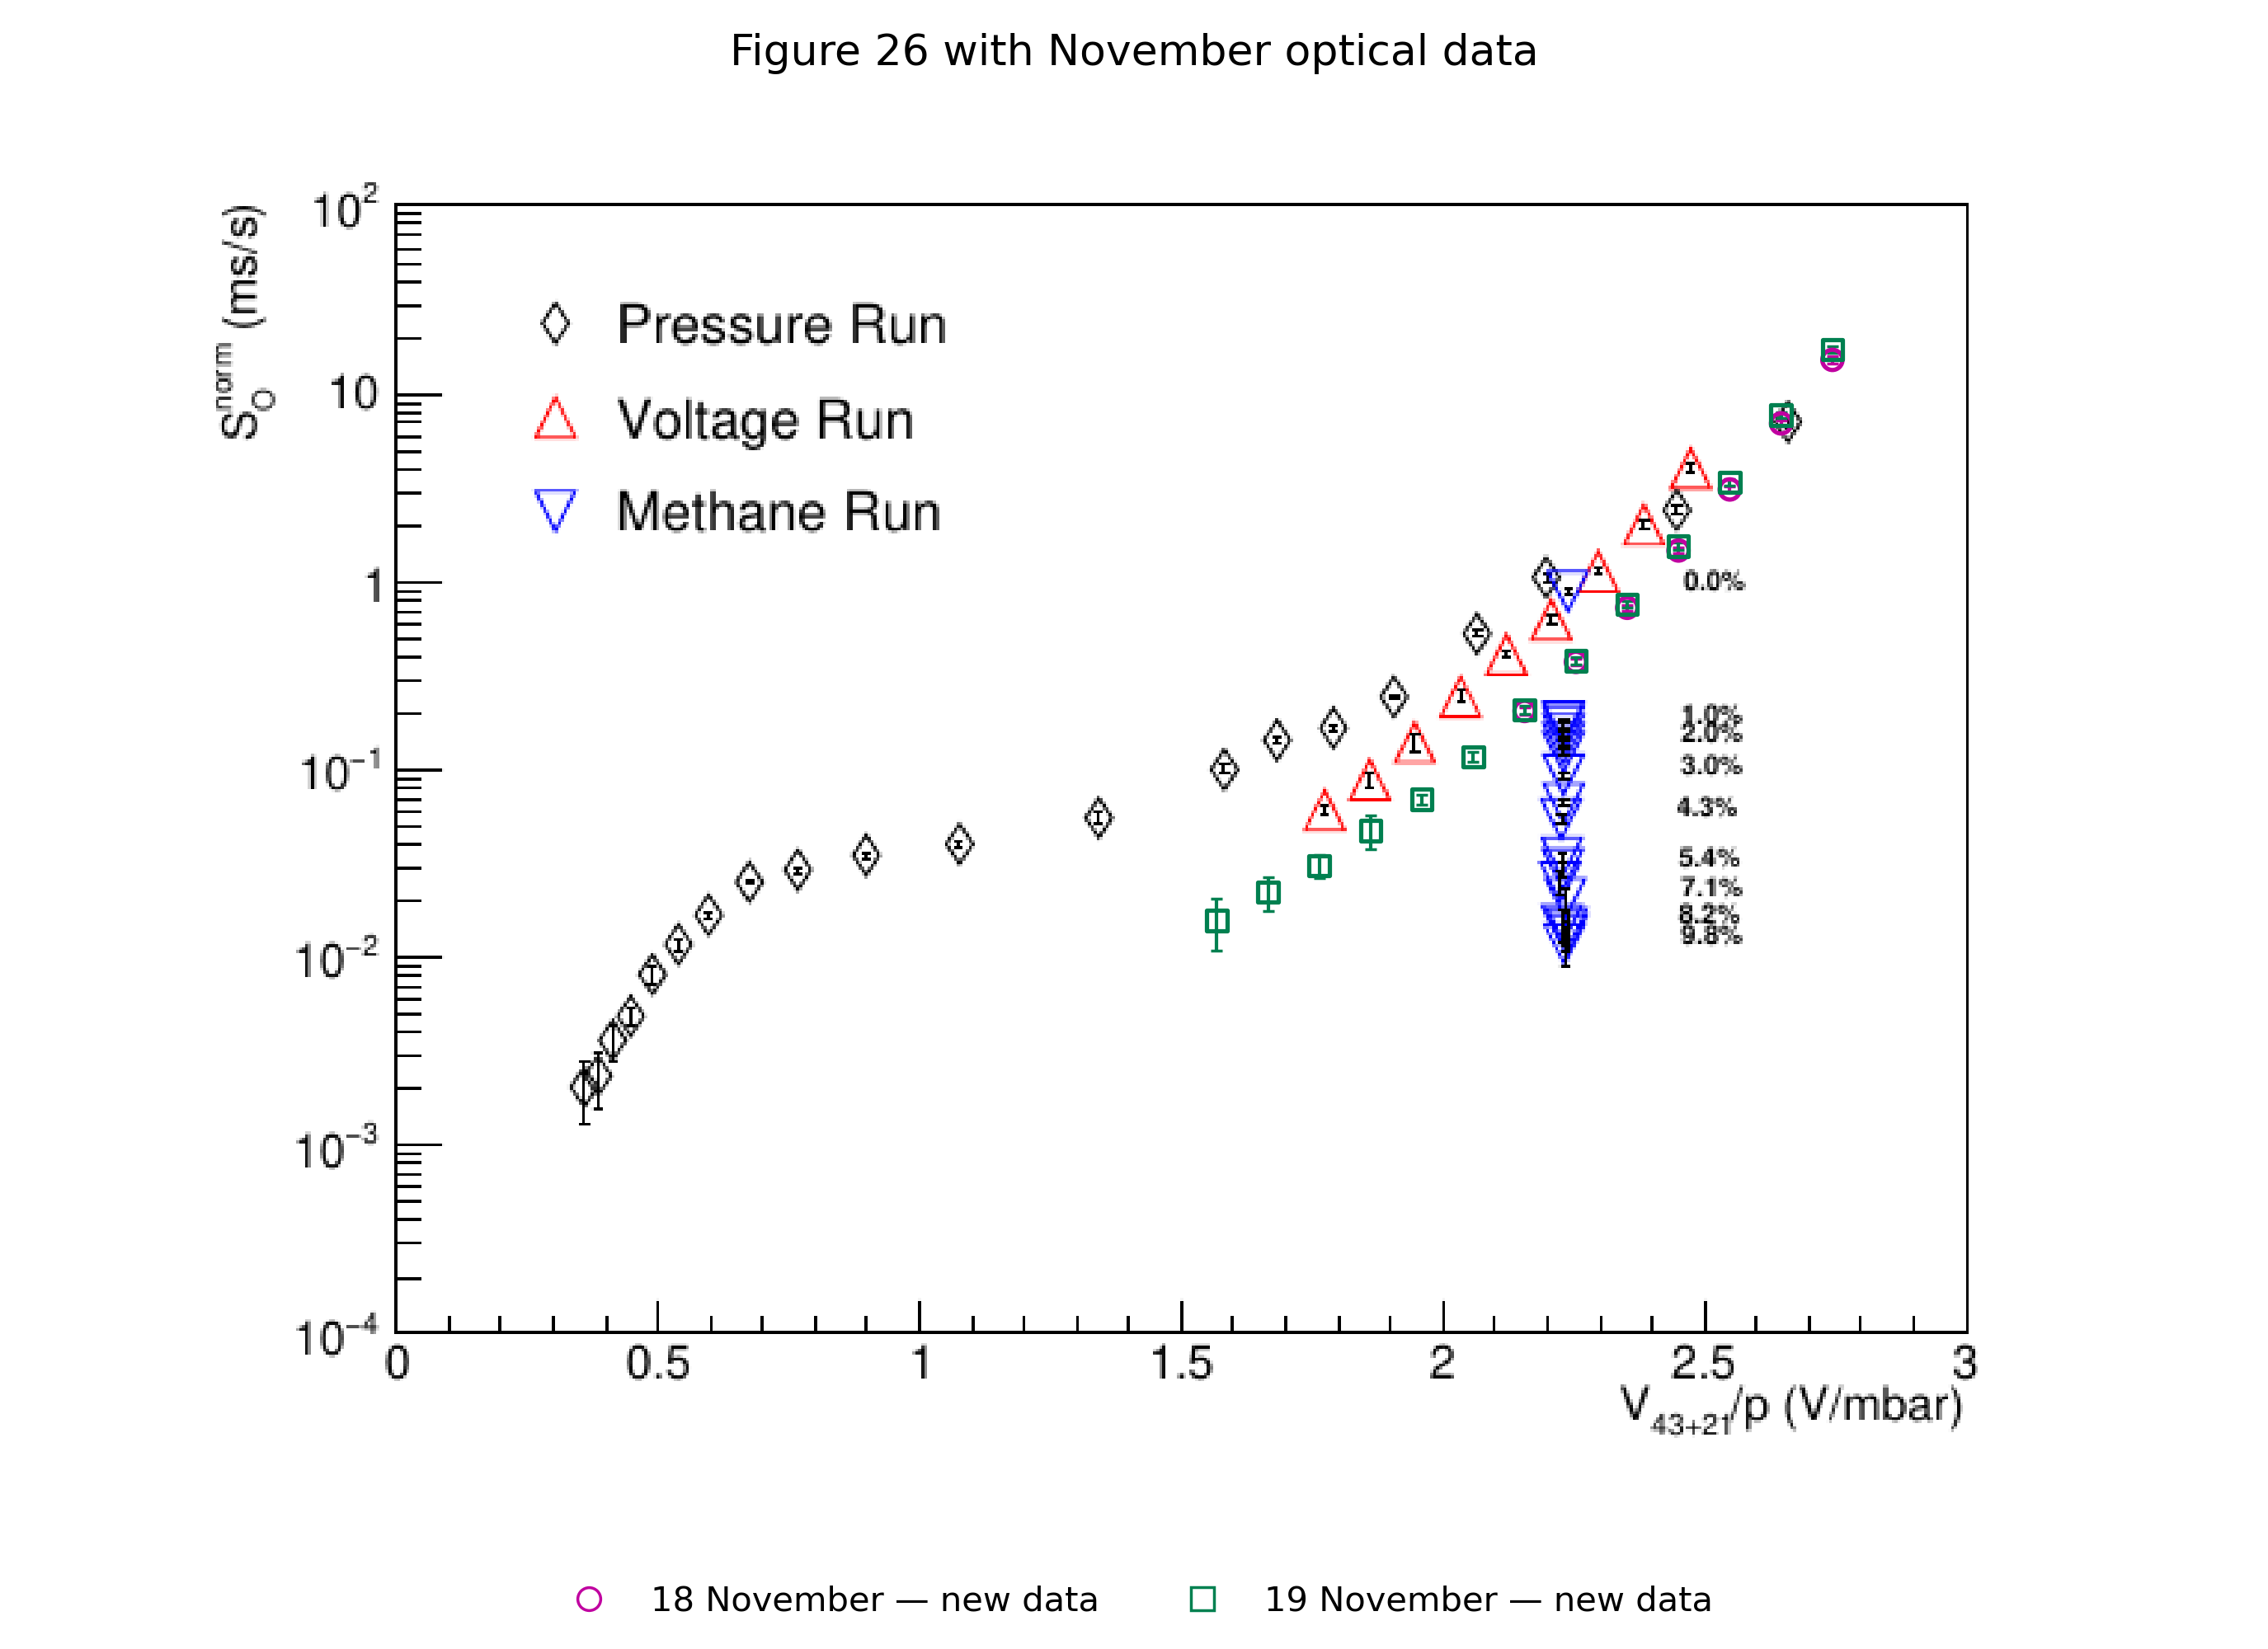 Figure 26 with November optical data
S_O^norm (ms/s)
10²
10
1
10⁻¹
10⁻²
10⁻³
10⁻⁴
Pressure Run
Voltage Run
Methane Run
0.0%
1.0%
2.0%
3.0%
4.3%
5.4%
7.1%
8.2%
9.8%
0 0.5 1 1.5 2 2.5 3
V₄₃₊₂₁/p (V/mbar)
18 November — new data 19 November — new data